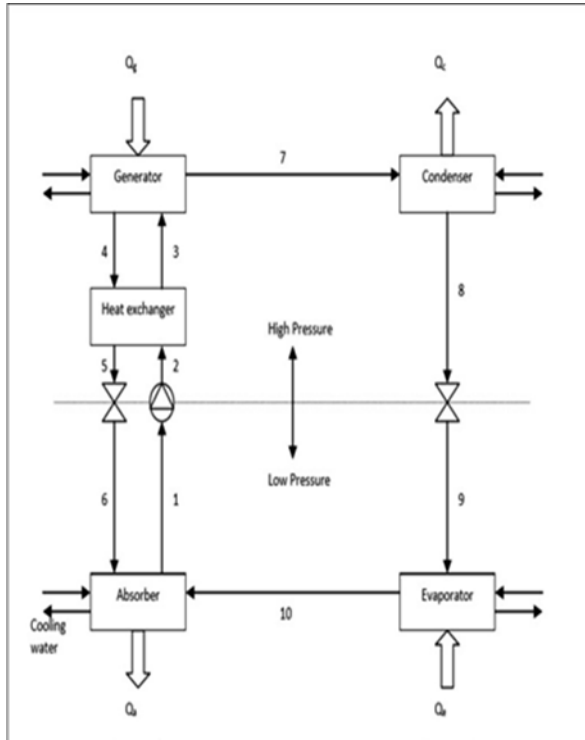 Qg
Qc
7
Generator
Condenser
4
3
8
Heat exchanger
High Pressure
5
2
Low Pressure
6
1
9
Absorber
Evaporator
10
Cooling
water
Qa
Qe